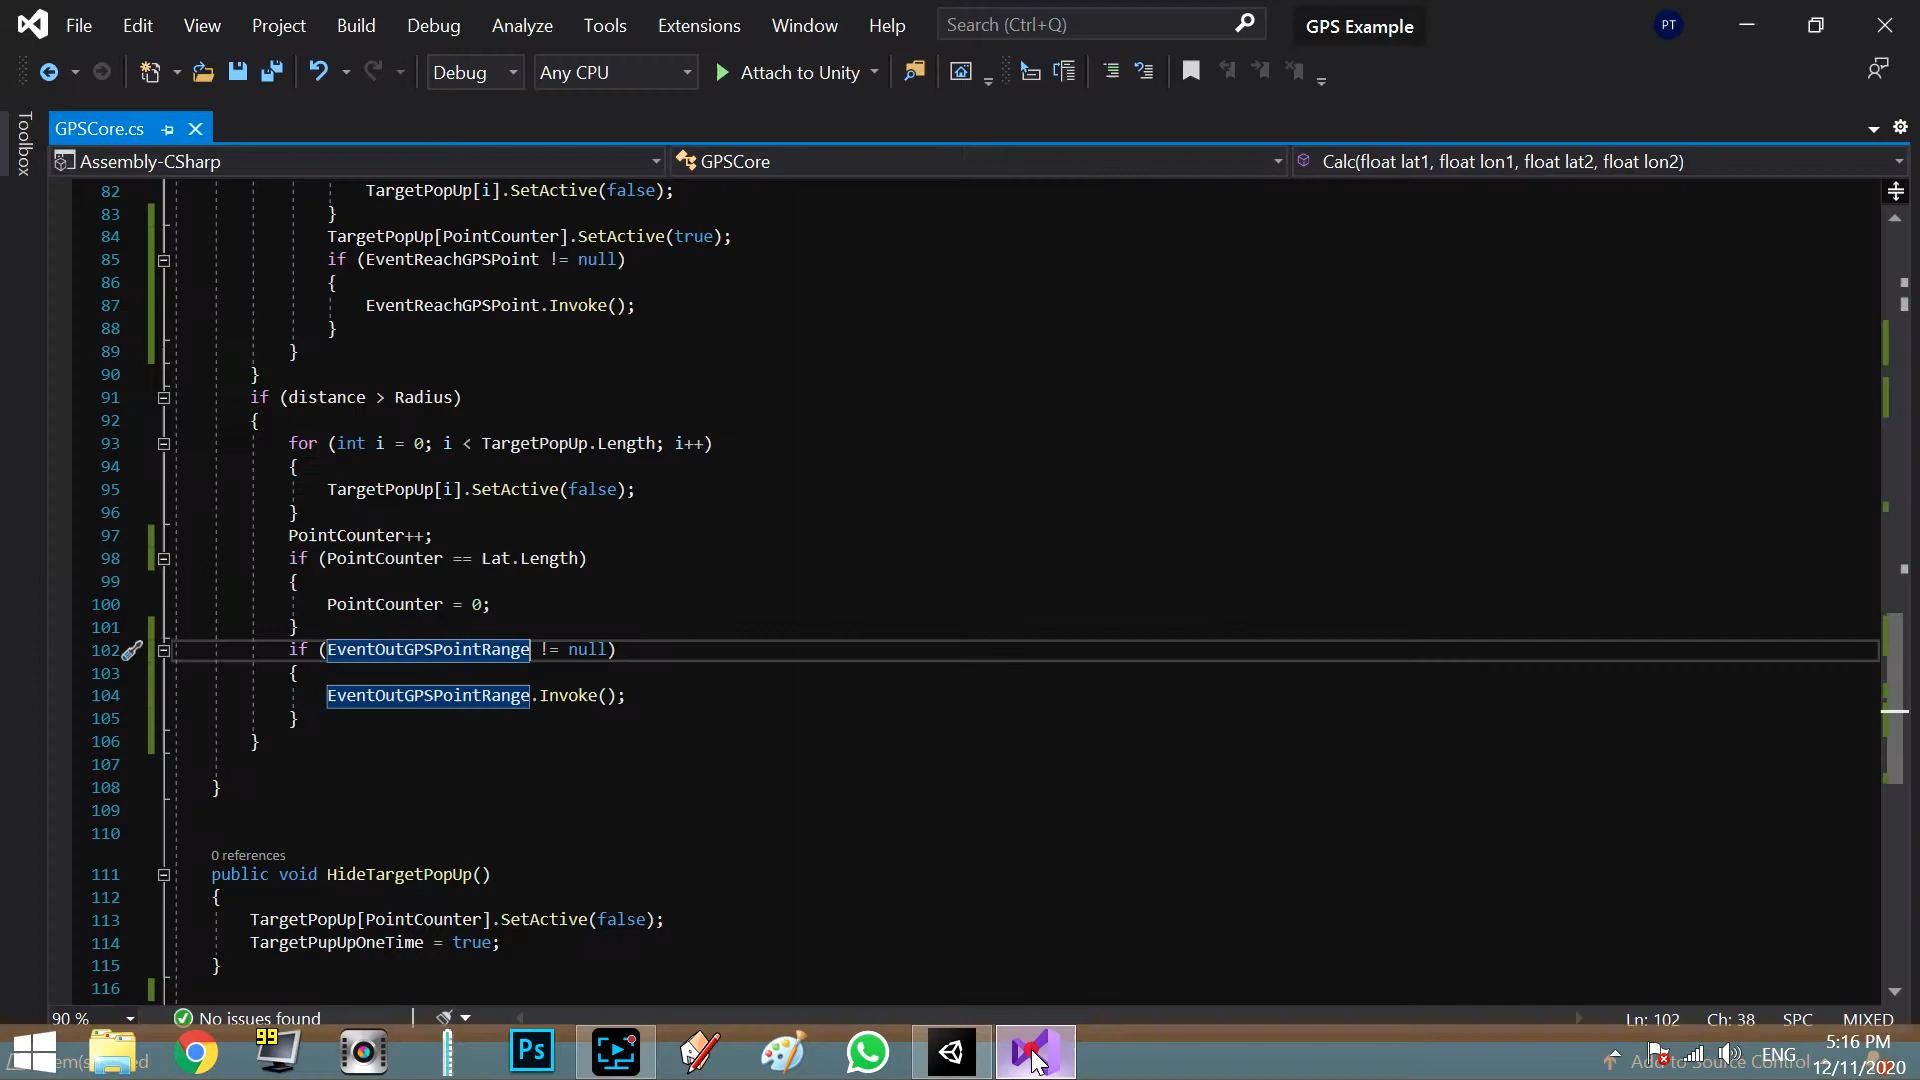 File Edit View Project Build Debug Analyze Tools Extensions Window Help Search (Ctrl+Q) GPS Example PT
Debug Any CPU Attach to Unity
Toolbox
GPSCore.cs
Assembly-CSharp GPSCore Calc(float lat1, float lon1, float lat2, float lon2)
82 TargetPopUp[i].SetActive(false);
83 }
84 TargetPopUp[PointCounter].SetActive(true);
85 if (EventReachGPSPoint != null)
86 {
87 EventReachGPSPoint.Invoke();
88 }
89 }
90 }
91 if (distance > Radius)
92 {
93 for (int i = 0; i < TargetPopUp.Length; i++)
94 {
95 TargetPopUp[i].SetActive(false);
96 }
97 PointCounter++;
98 if (PointCounter == Lat.Length)
99 {
100 PointCounter = 0;
101 }
102 if (EventOutGPSPointRange != null)
103 {
104 EventOutGPSPointRange.Invoke();
105 }
106 }
107
108 }
109
110
0 references
111 public void HideTargetPopUp()
112 {
113 TargetPopUp[PointCounter].SetActive(false);
114 TargetPupUpOneTime = true;
115 }
116
90 % No issues found Ln: 102 Ch: 38 SPC MIXED
99 Ps ENG 5:16 PM
Add to Source Control 12/11/2020